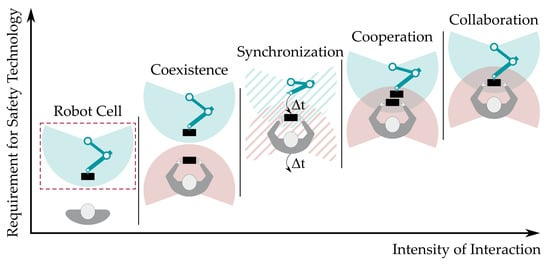 Requirement for Safety Technology
Robot Cell
Coexistence
Synchronization
Δt
Δt
Cooperation
Collaboration
Intensity of Interaction